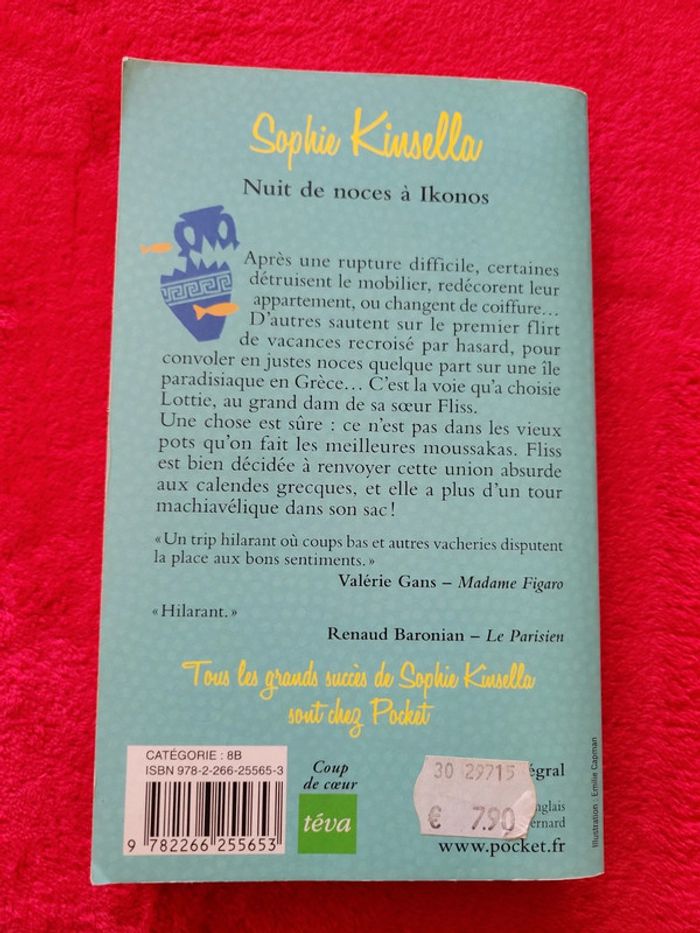 Sophie Kinsella
Nuit de noces à Ikonos
Après une rupture difficile, certaines
détruisent le mobilier, redécorent leur
appartement, ou changent de coiffure…
D'autres sautent sur le premier flirt
de vacances recroisé par hasard, pour
convoler en justes noces quelque part sur une île
paradisiaque en Grèce… C'est la voie qu'a choisie
Lottie, au grand dam de sa sœur Fliss.
Une chose est sûre : ce n'est pas dans les vieux
pots qu'on fait les meilleures moussakas. Fliss
est bien décidée à renvoyer cette union absurde
aux calendes grecques, et elle a plus d'un tour
machiavélique dans son sac !
« Un trip hilarant où coups bas et autres vacheries disputent
la place aux bons sentiments. »
Valérie Gans – Madame Figaro
« Hilarant. »
Renaud Baronian – Le Parisien
Tous les grands succès de Sophie Kinsella
sont chez Pocket
CATÉGORIE : 8B
ISBN 978-2-266-25565-3
9 782266 255653
Coup
de cœur
téva
30 29715
€ 7.90
www.pocket.fr
Illustration : Emilie Capman